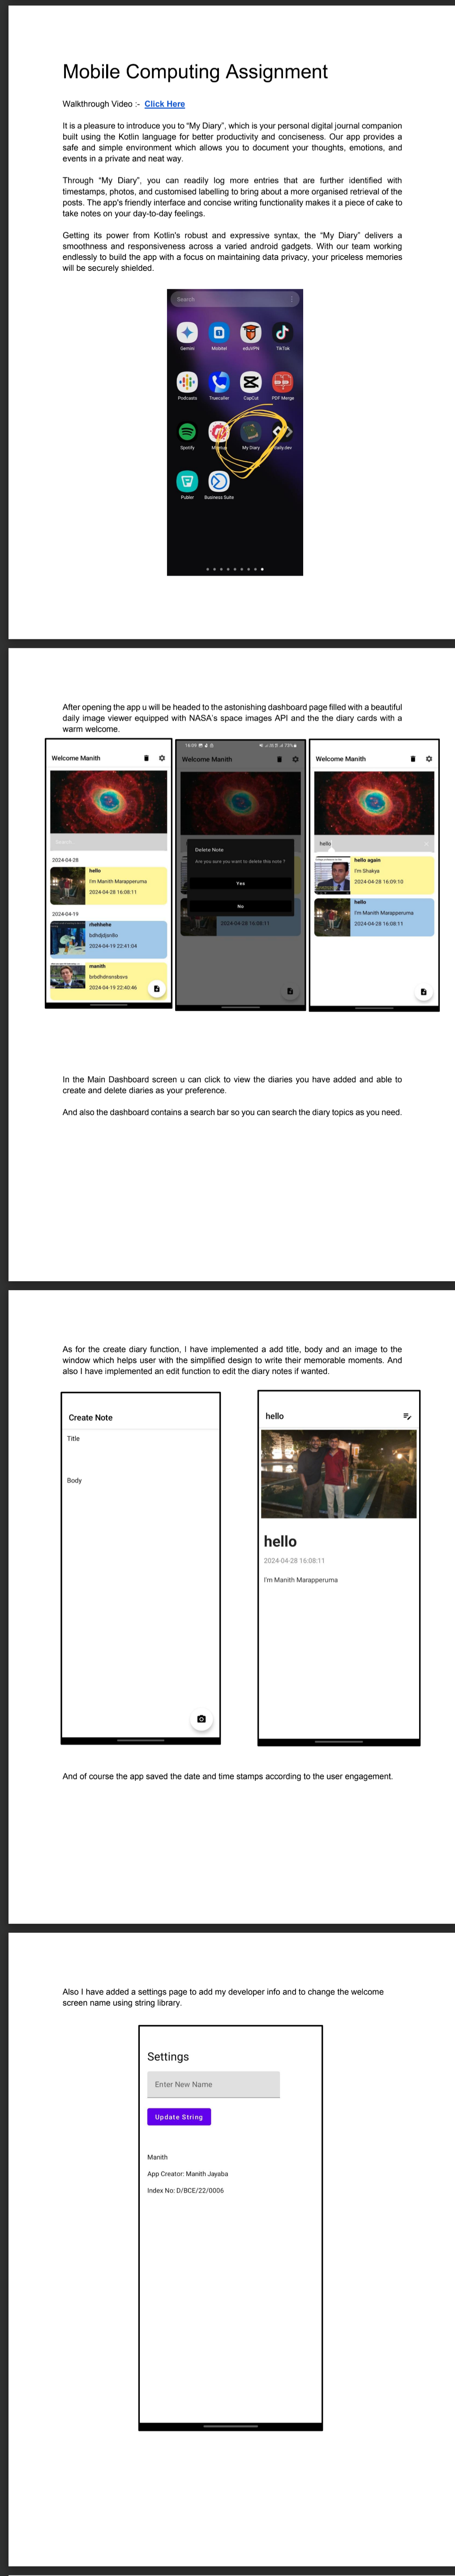 Mobile Computing Assignment
Walkthrough Video :- Click Here
It is a pleasure to introduce you to “My Diary”, which is your personal digital journal companion
built using the Kotlin language for better productivity and conciseness. Our app provides a
safe and simple environment which allows you to document your thoughts, emotions, and
events in a private and neat way.
Through “My Diary”, you can readily log more entries that are further identified with
timestamps, photos, and customised labelling to bring about a more organised retrieval of the
posts. The app's friendly interface and concise writing functionality makes it a piece of cake to
take notes on your day-to-day feelings.
Getting its power from Kotlin's robust and expressive syntax, the “My Diary” delivers a
smoothness and responsiveness across a varied android gadgets. With our team working
endlessly to build the app with a focus on maintaining data privacy, your priceless memories
will be securely shielded.
Search
Gemini Mobitel eduVPN TikTok
Podcasts Truecaller CapCut PDF Merge
Spotify My Diary daily.dev
Publer Business Suite
After opening the app u will be headed to the astonishing dashboard page filled with a beautiful
daily image viewer equipped with NASA's space images API and the the diary cards with a
warm welcome.
Welcome Manith
Search
2024-04-28
hello
I'm Manith Marapperuma
2024-04-28 16:08:11
2024-04-19
rhehhehe
bdhdjdjsrdlo
2024-04-19 22:41:04
manith
brbdhdnsnsbsvs
2024-04-19 22:40:46
16:09
73%
Welcome Manith
Delete Note
Are you sure you want to delete this note ?
Yes
No
2024-04-28 16:08:11
Welcome Manith
hello
hello again
I'm Shakya
2024-04-28 16:09:10
hello
I'm Manith Marapperuma
2024-04-28 16:08:11
In the Main Dashboard screen u can click to view the diaries you have added and able to
create and delete diaries as your preference.
And also the dashboard contains a search bar so you can search the diary topics as you need.
As for the create diary function, I have implemented a add title, body and an image to the
window which helps user with the simplified design to write their memorable moments. And
also I have implemented an edit function to edit the diary notes if wanted.
Create Note
Title
Body
hello
hello
2024-04-28 16:08:11
I'm Manith Marapperuma
And of course the app saved the date and time stamps according to the user engagement.
Also I have added a settings page to add my developer info and to change the welcome
screen name using string library.
Settings
Enter New Name
Update String
Manith
App Creator: Manith Jayaba
Index No: D/BCE/22/0006